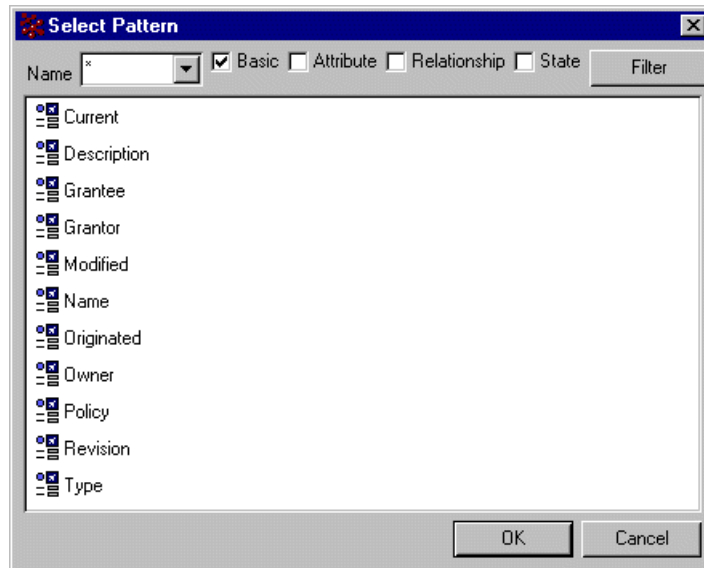 Select Pattern
Name * Basic Attribute Relationship State Filter
Current
Description
Grantee
Grantor
Modified
Name
Originated
Owner
Policy
Revision
Type
OK Cancel